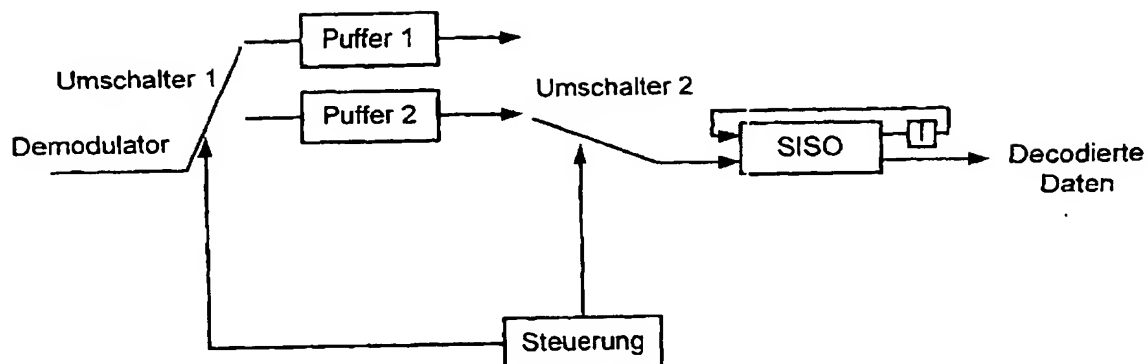 Puffer 1
Umschalter 1
Umschalter 2
Puffer 2
Demodulator
SISO
I
Decodierte
Daten
Steuerung